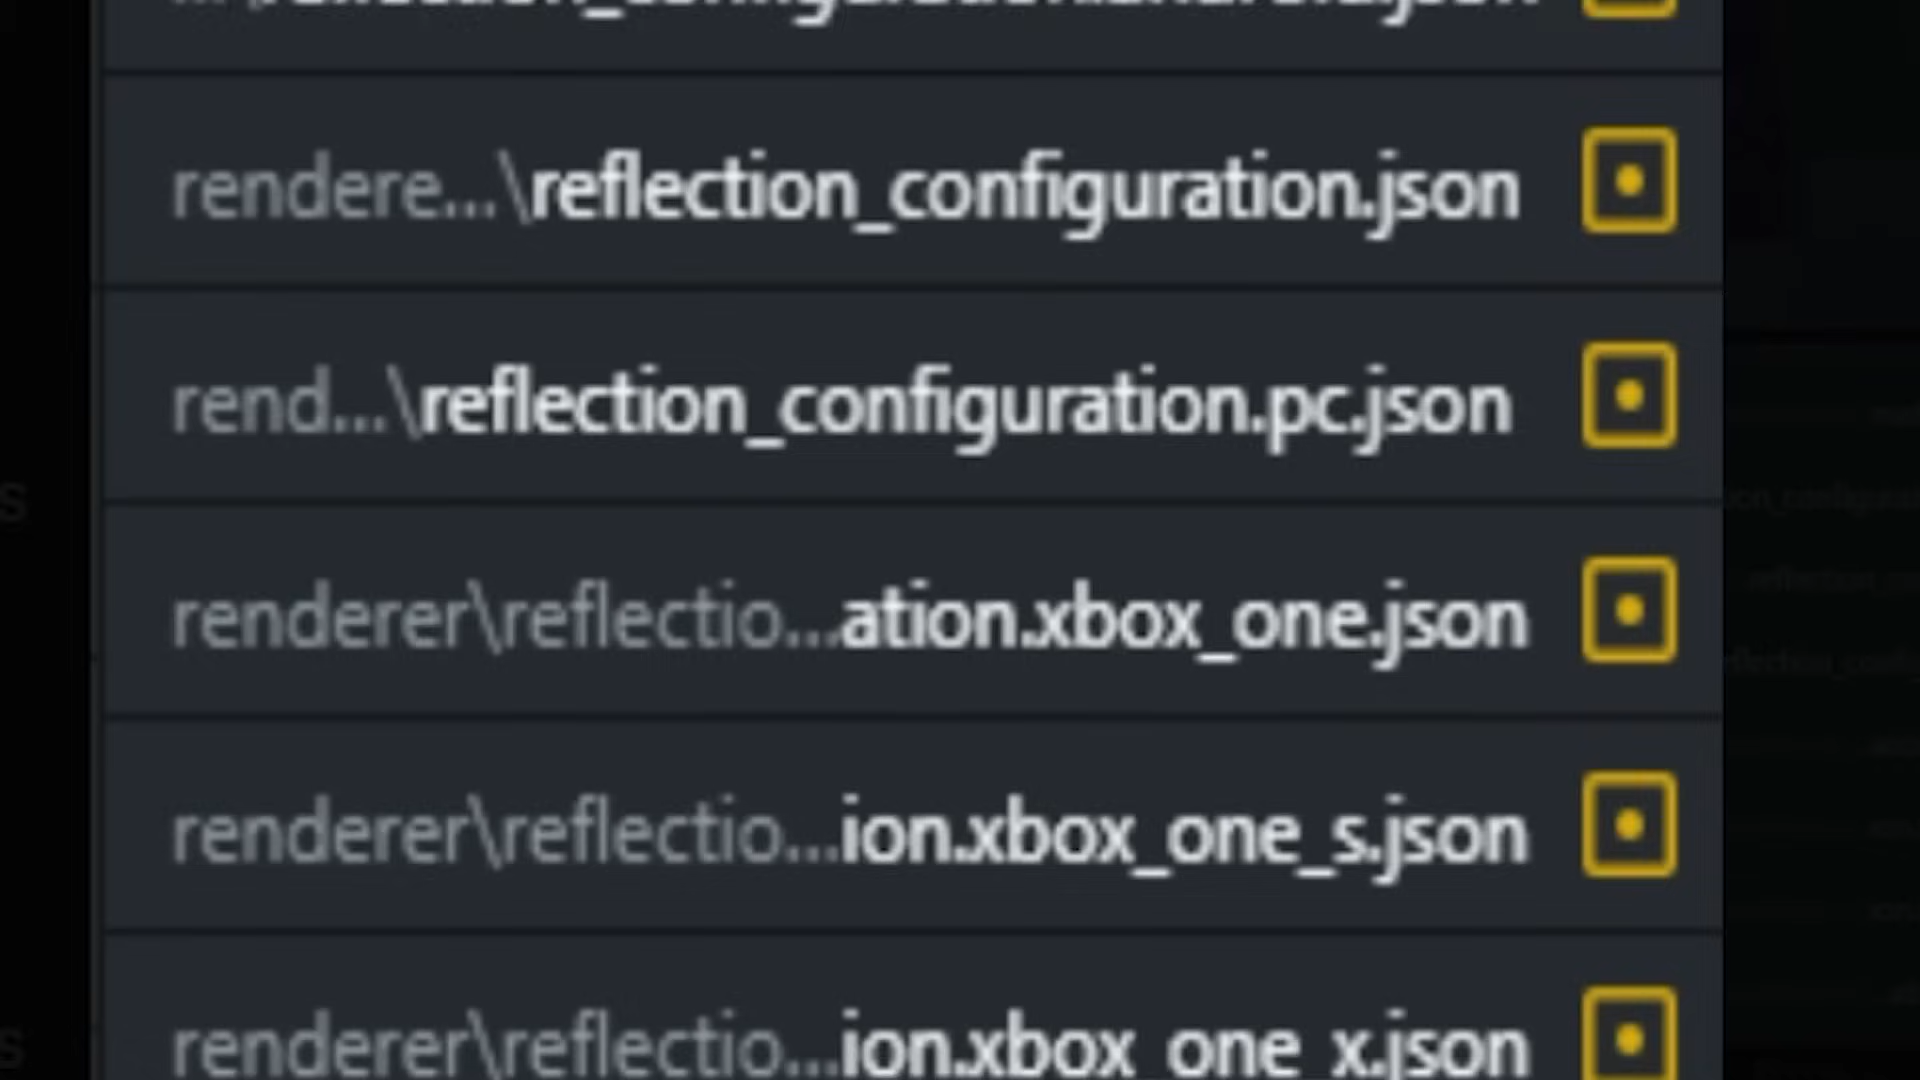 rendere...\reflection_configuration.json
rend...\reflection_configuration.pc.json
renderer\reflectio...ation.xbox_one.json
renderer\reflectio...ion.xbox_one_s.json
renderer\reflectio...ion.xbox_one_x.json